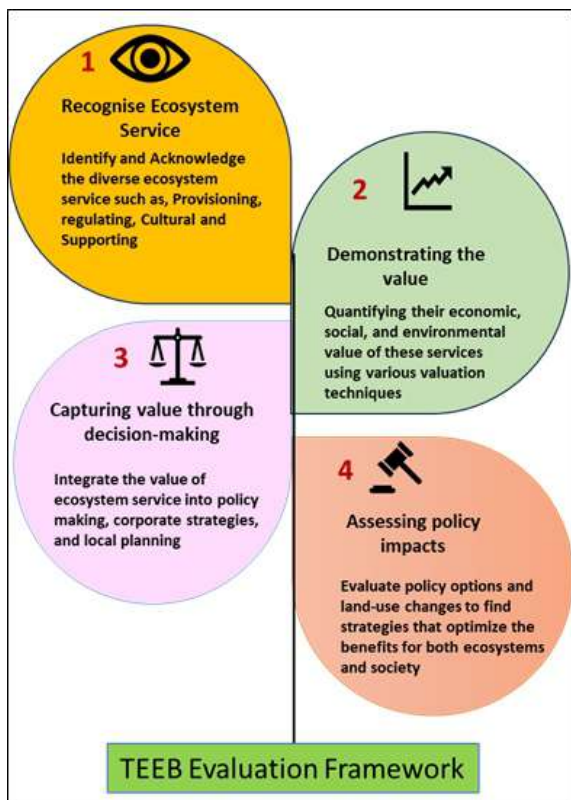 1
Recognise Ecosystem
Service
Identify and Acknowledge
the diverse ecosystem
service such as, Provisioning,
regulating, Cultural and
Supporting
2
Demonstrating the
value
Quantifying their economic,
social, and environmental
value of these services
using various valuation
techniques
3
Capturing value through
decision-making
Integrate the value of
ecosystem service into policy
making, corporate strategies,
and local planning
4
Assessing policy
impacts
Evaluate policy options and
land-use changes to find
strategies that optimize the
benefits for both ecosystems
and society
TEEB Evaluation Framework